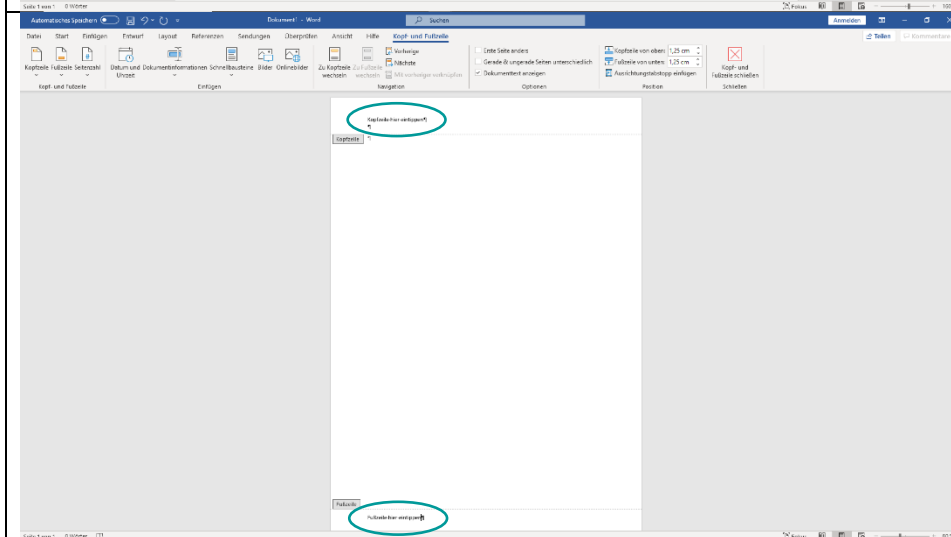 Seite 1 von 1 0 Wörter Fokus
Automatisches Speichern Dokument1 - Word Suchen Anmelden
Datei Start Einfügen Entwurf Layout Referenzen Sendungen Überprüfen Ansicht Hilfe Kopf- und Fußzeile Teilen Kommentare
Vorherige Erste Seite anders Kopfzeile von oben: 1,25 cm
Nächste Gerade & ungerade Seiten unterschiedlich Fußzeile von unten: 1,25 cm
Kopfzeile Fußzeile Seitenzahl Datum und Dokumentinformationen Schnellbausteine Bilder Onlinebilder Zu Kopfzeile Zu Fußzeile Kopf- und
Uhrzeit wechseln wechseln Mit vorheriger verknüpfen Dokumenttext anzeigen Ausrichtungstabstopp einfügen Fußzeile schließen
Kopf- und Fußzeile Einfügen Navigation Optionen Position Schließen
Kopfzeile hier eintippen¶
¶
Kopfzeile ¶
Fußzeile
Fußzeile hier eintippen¶
Seite 1 von 1 0 Wörter Fokus